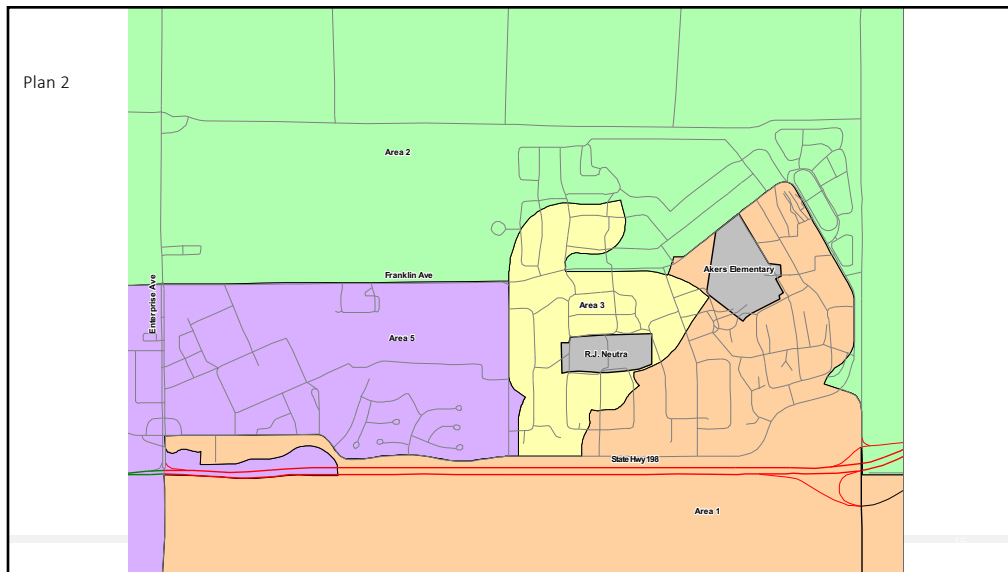 Plan 2
Area 2
Akers Elementary
Franklin Ave
Enterprise Ave
Area 3
Area 5
R.J. Neutra
State Hwy 198
Area 1